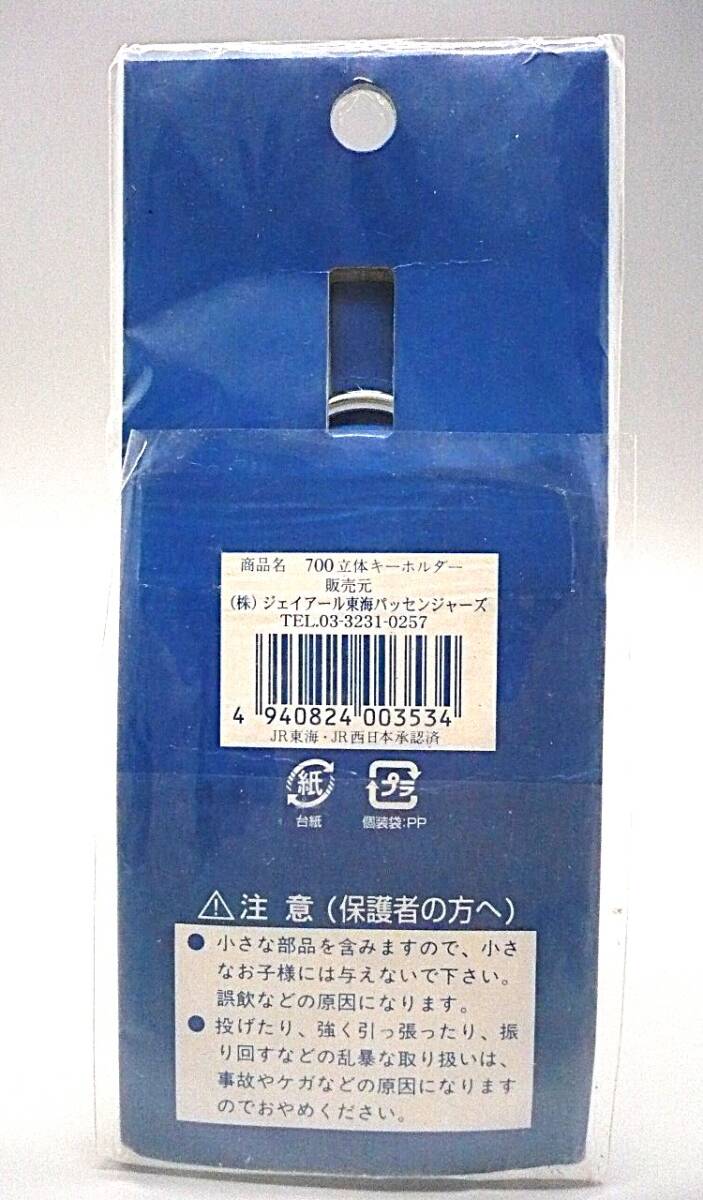 商品名 700立体キーホルダー
販売元
(株)ジェイアール東海パッセンジャーズ
TEL.03-3231-0257
4 940824 003534
JR東海・JR西日本承認済
紙 プラ
台紙 個装袋:PP
⚠注意(保護者の方へ)
● 小さな部品を含みますので、小さ
なお子様には与えないで下さい。
誤飲などの原因になります。
● 投げたり、強く引っ張ったり、振
り回すなどの乱暴な取り扱いは、
事故やケガなどの原因になります
のでおやめください。